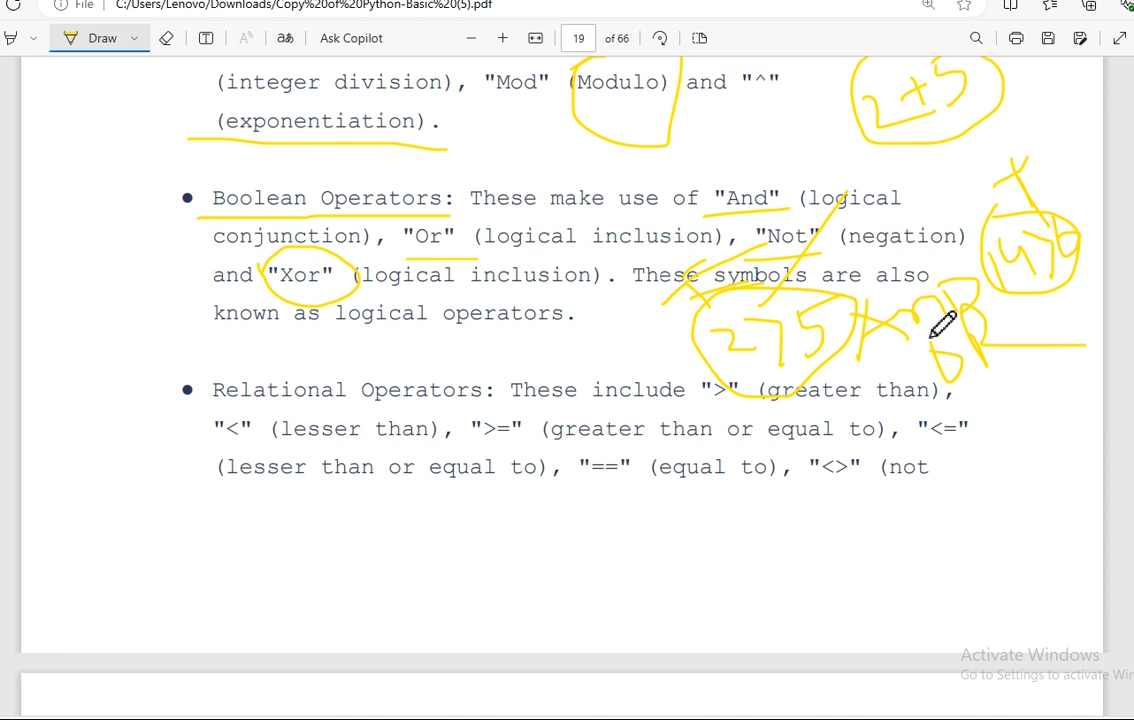 File | C:/Users/Lenovo/Downloads/Copy%20of%20Python-Basic%20(5).pdf
Draw
Ask Copilot
19 of 66
(integer division), "Mod" (Modulo) and "^"
(exponentiation).
2+5
● Boolean Operators: These make use of "And" (logical
conjunction), "Or" (logical inclusion), "Not" (negation)
and "Xor" (logical inclusion). These symbols are also
known as logical operators.
275
● Relational Operators: These include ">" (greater than),
"<" (lesser than), ">=" (greater than or equal to), "<="
(lesser than or equal to), "==" (equal to), "<>" (not
Activate Windows
Go to Settings to activate Win